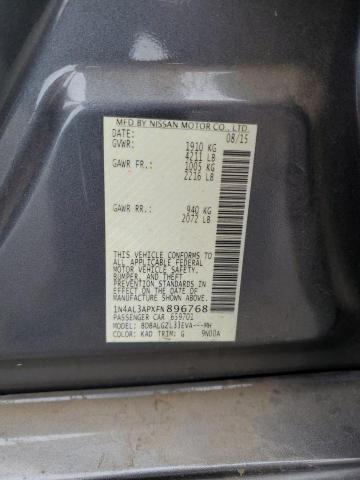 MFD BY NISSAN MOTOR CO., LTD.
DATE: 08/15
GVWR: 1910 KG
4211 LB
GAWR FR: 1005 KG
2216 LB
GAWR RR: 940 KG
2072 LB
THIS VEHICLE CONFORMS TO ALL
APPLICABLE FEDERAL MOTOR
VEHICLE SAFETY, BUMPER, AND
THEFT PREVENTION STANDARDS
IN EFFECT ON THE DATE OF
MANUFACTURE SHOWN ABOVE.
1N4AL3APXFN896768
PASSENGER CAR 659701
MODEL: BDBALGZL33EVA---MH
COLOR: KAD TRIM: G 9N00A